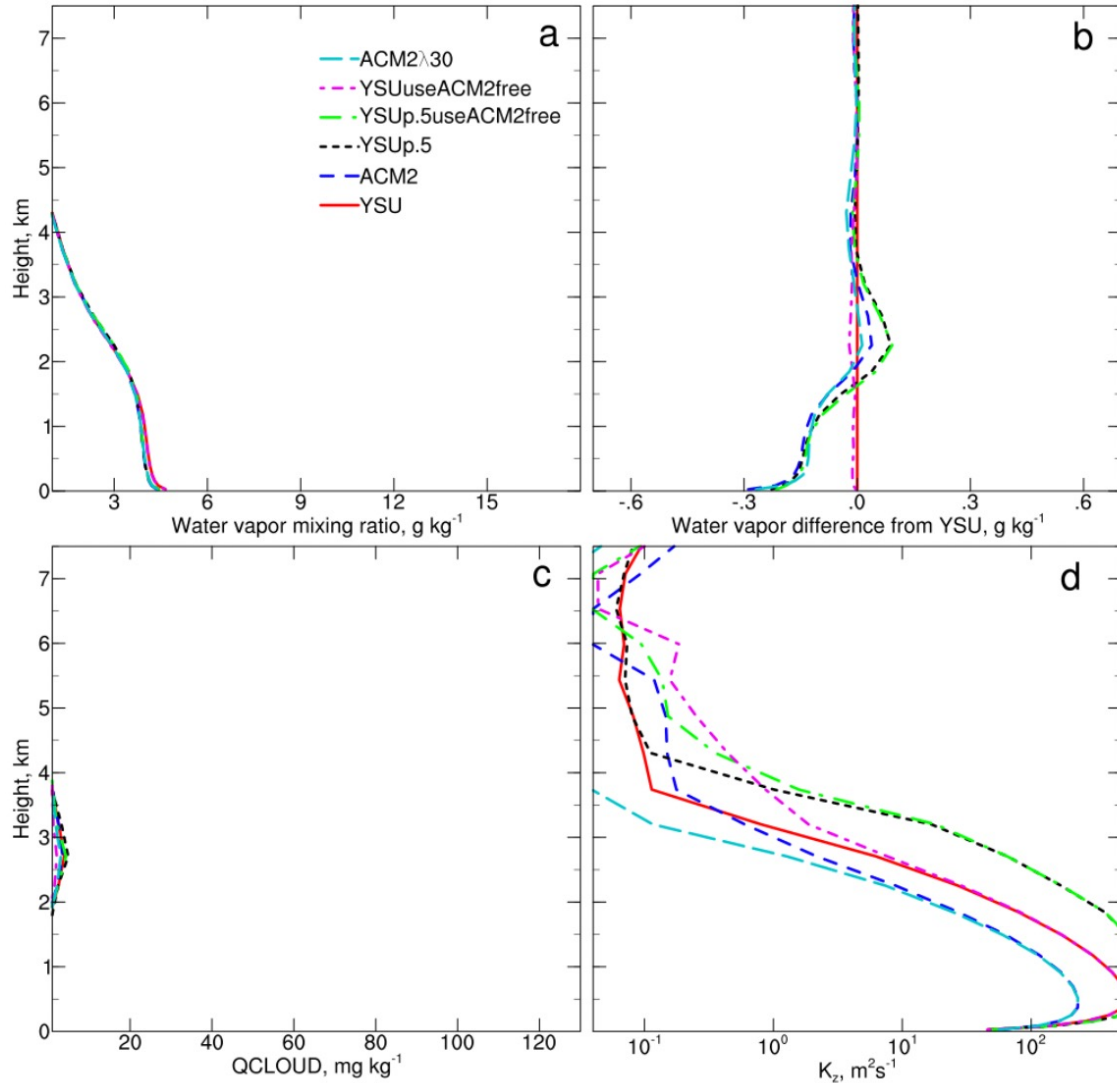 a
ACM2λ30
YSUuseACM2free
YSUp.5useACM2free
YSUp.5
ACM2
YSU
Height, km
7
6
5
4
3
2
1
0
3 6 9 12 15
Water vapor mixing ratio, g kg⁻¹
b
-.6 -.3 .0 .3 .6
Water vapor difference from YSU, g kg⁻¹
c
Height, km
7
6
5
4
3
2
1
0
20 40 60 80 100 120
QCLOUD, mg kg⁻¹
d
10⁻¹ 10⁰ 10¹ 10²
K_z, m²s⁻¹